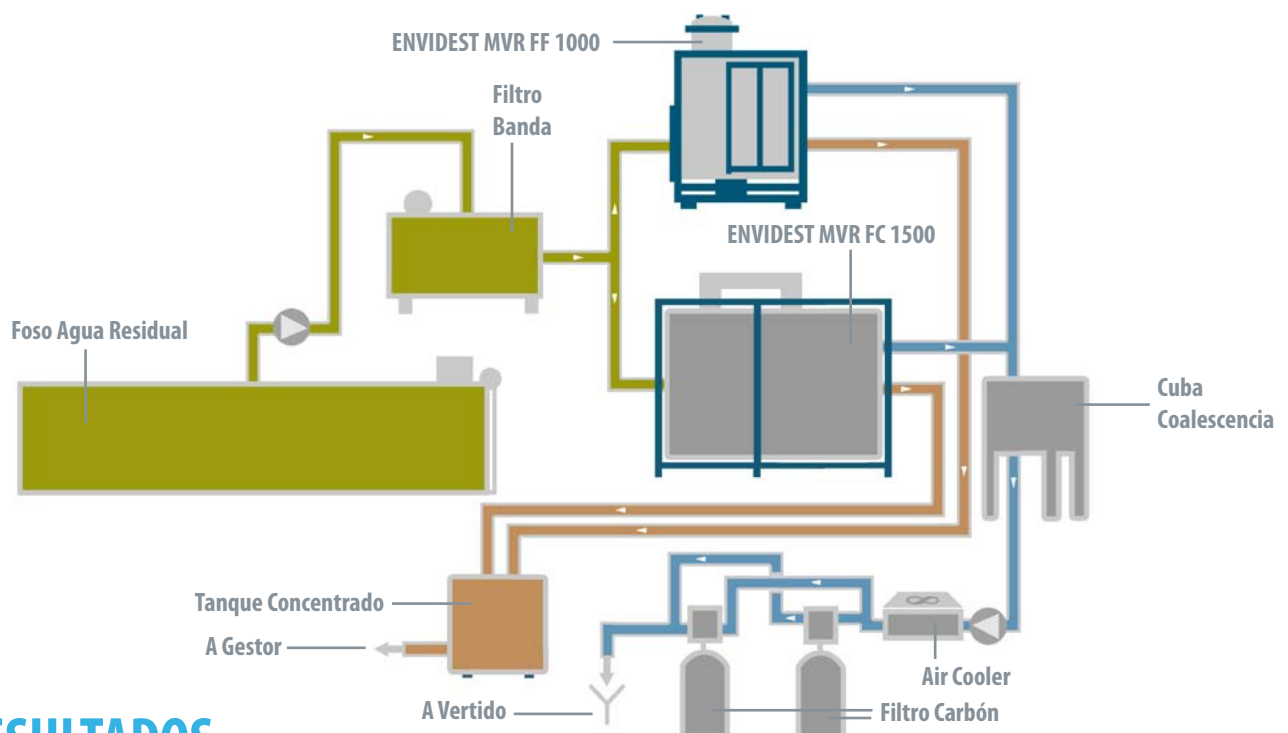 ENVIDEST MVR FF 1000
Filtro
Banda
ENVIDEST MVR FC 1500
Foso Agua Residual
Cuba
Coalescencia
Tanque Concentrado
A Gestor
Air Cooler
A Vertido
Filtro Carbón